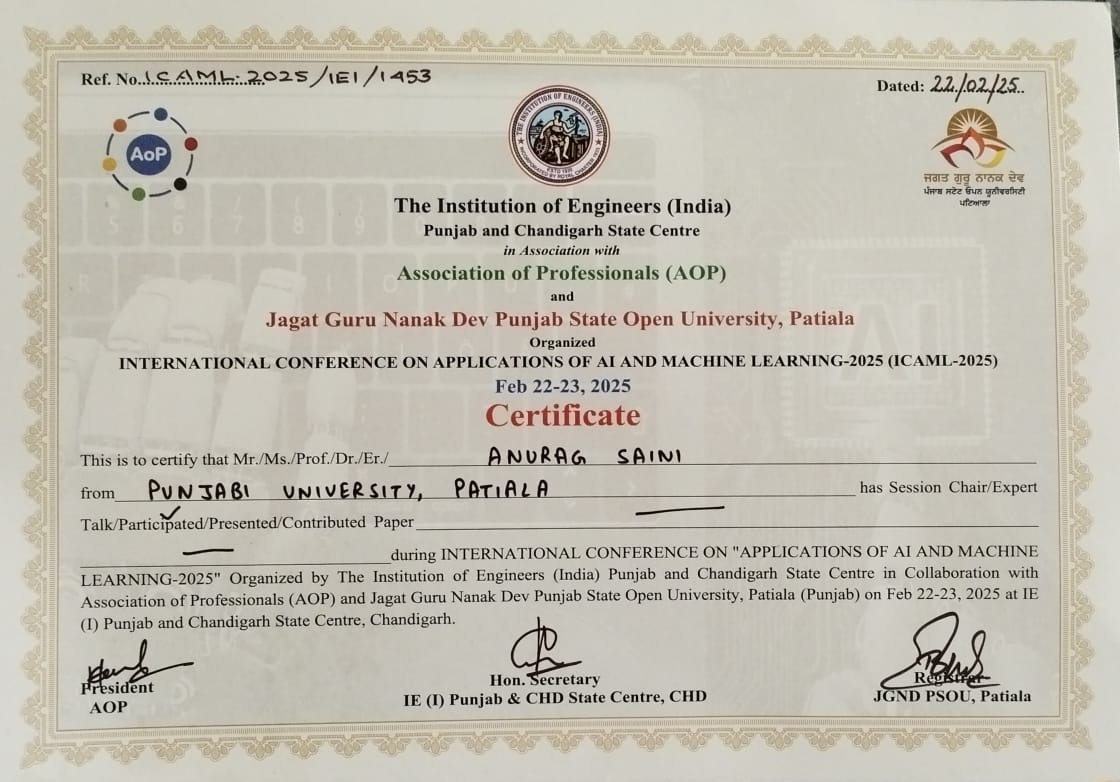 Ref. No...ICAML:.2025/IEI/1453
Dated: 22./02/25..
AoP
THE INSTITUTION OF ENGINEERS (INDIA)
INCORPORATED BY ROYAL CHARTER
ESTD 1920
ਜਗਤ ਗੁਰੂ ਨਾਨਕ ਦੇਵ
ਪੰਜਾਬ ਸਟੇਟ ਓਪਨ ਯੂਨੀਵਰਸਿਟੀ
ਪਟਿਆਲਾ
The Institution of Engineers (India)
Punjab and Chandigarh State Centre
in Association with
Association of Professionals (AOP)
and
Jagat Guru Nanak Dev Punjab State Open University, Patiala
Organized
INTERNATIONAL CONFERENCE ON APPLICATIONS OF AI AND MACHINE LEARNING-2025 (ICAML-2025)
Feb 22-23, 2025
Certificate
This is to certify that Mr./Ms./Prof./Dr./Er./ ANURAG SAINI
from PUNJABI UNIVERSITY, PATIALA has Session Chair/Expert
Talk/Participated/Presented/Contributed Paper
during INTERNATIONAL CONFERENCE ON "APPLICATIONS OF AI AND MACHINE
LEARNING-2025" Organized by The Institution of Engineers (India) Punjab and Chandigarh State Centre in Collaboration with
Association of Professionals (AOP) and Jagat Guru Nanak Dev Punjab State Open University, Patiala (Punjab) on Feb 22-23, 2025 at IE
(I) Punjab and Chandigarh State Centre, Chandigarh.
President
AOP
Hon. Secretary
IE (I) Punjab & CHD State Centre, CHD
Registrar
JGND PSOU, Patiala